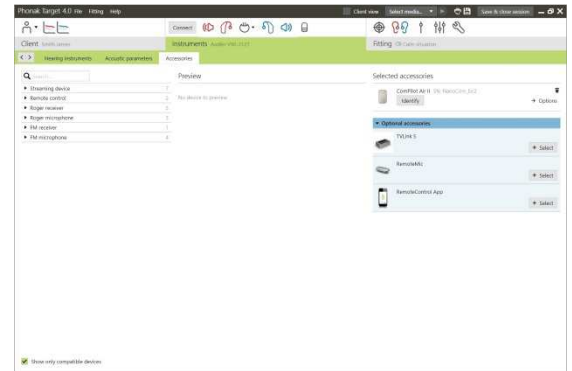 Phonak Target 4.0 File Fitting Help
Client view Select media... Save & close session
Connect
Client
Instruments
Fitting
Hearing instruments Acoustic parameters Accessories
Search...
Streaming device
Remote control
Roger receiver
Roger microphone
FM receiver
FM microphone
Preview
No device to preview
Selected accessories
ComPilot Air II
Identify
Options
Optional accessories
TVLink S
Select
RemoteMic
Select
RemoteControl App
Select
Show only compatible devices